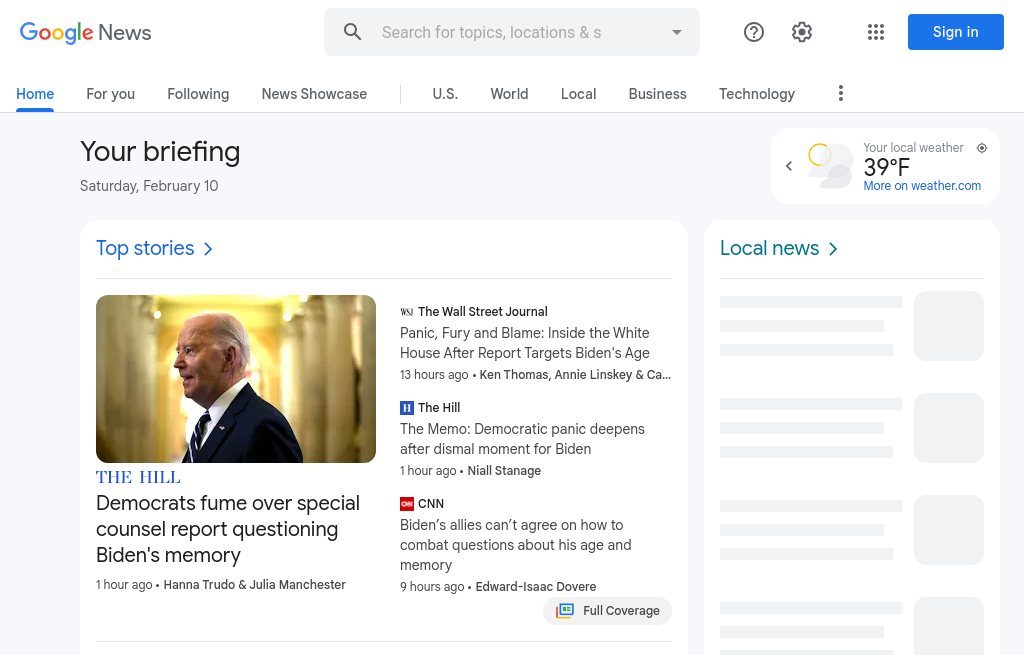 Google News
Search for topics, locations & s
Sign in
Home
For you
Following
News Showcase
U.S.
World
Local
Business
Technology
Your briefing
Saturday, February 10
Your local weather
39°F
More on weather.com
Top stories
THE HILL
Democrats fume over special
counsel report questioning
Biden's memory
1 hour ago • Hanna Trudo & Julia Manchester
WSJ The Wall Street Journal
Panic, Fury and Blame: Inside the White
House After Report Targets Biden's Age
13 hours ago • Ken Thomas, Annie Linskey & Ca...
H The Hill
The Memo: Democratic panic deepens
after dismal moment for Biden
1 hour ago • Niall Stanage
CNN CNN
Biden’s allies can’t agree on how to
combat questions about his age and
memory
9 hours ago • Edward-Isaac Dovere
Full Coverage
Local news